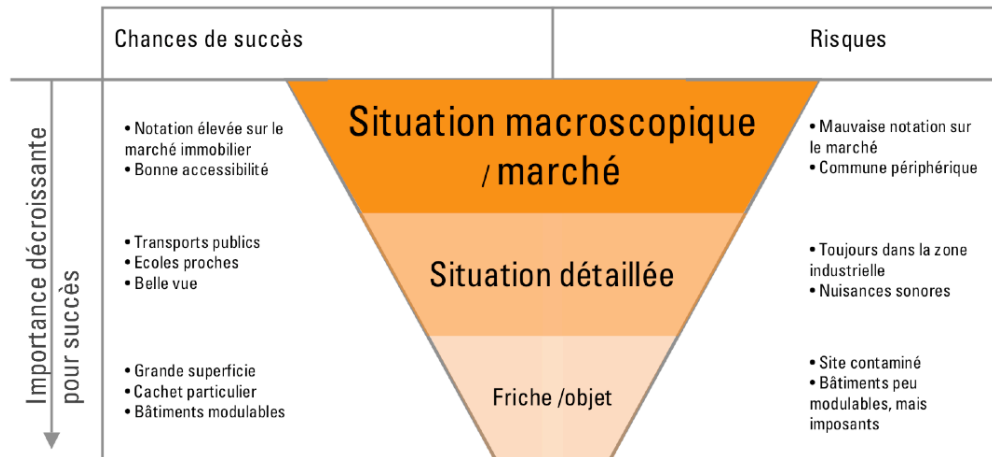 Chances de succès
Risques
Importance décroissante
pour succès
• Notation élevée sur le
marché immobilier
• Bonne accessibilité
Situation macroscopique
/ marché
• Mauvaise notation sur
le marché
• Commune périphérique
• Transports publics
• Ecoles proches
• Belle vue
Situation détaillée
• Toujours dans la zone
industrielle
• Nuisances sonores
• Grande superficie
• Cachet particulier
• Bâtiments modulables
Friche /objet
• Site contaminé
• Bâtiments peu
modulables, mais
imposants